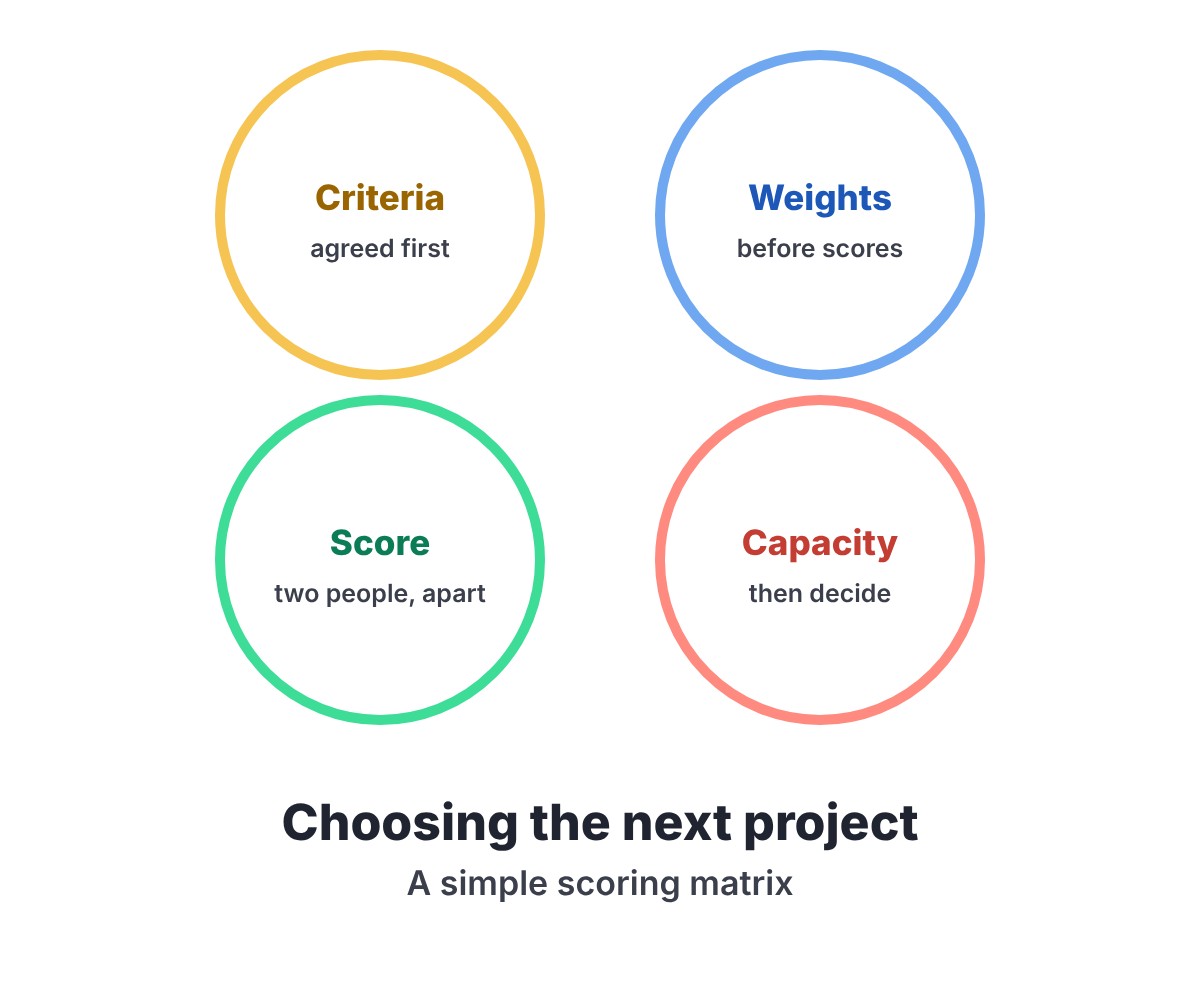 Criteria
agreed first
Weights
before scores
Score
two people, apart
Capacity
then decide
Choosing the next project
A simple scoring matrix